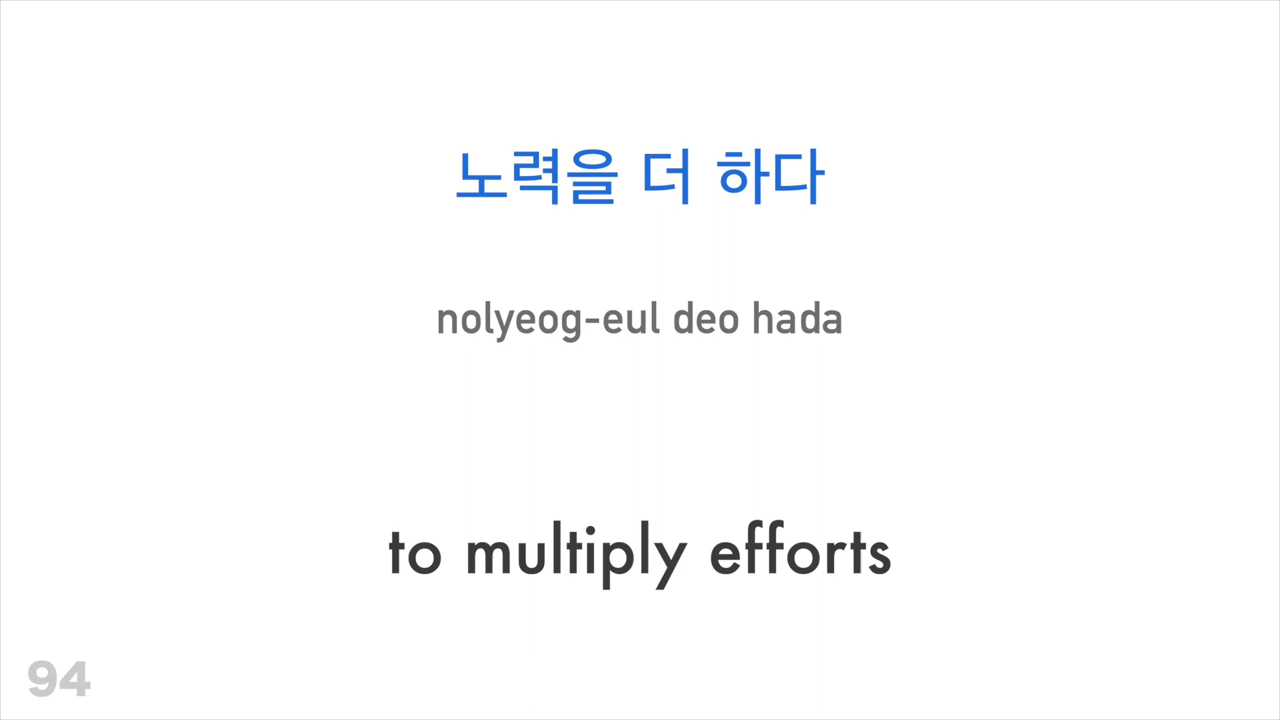 노력을 더 하다
nolyeog-eul deo hada
to multiply efforts
94